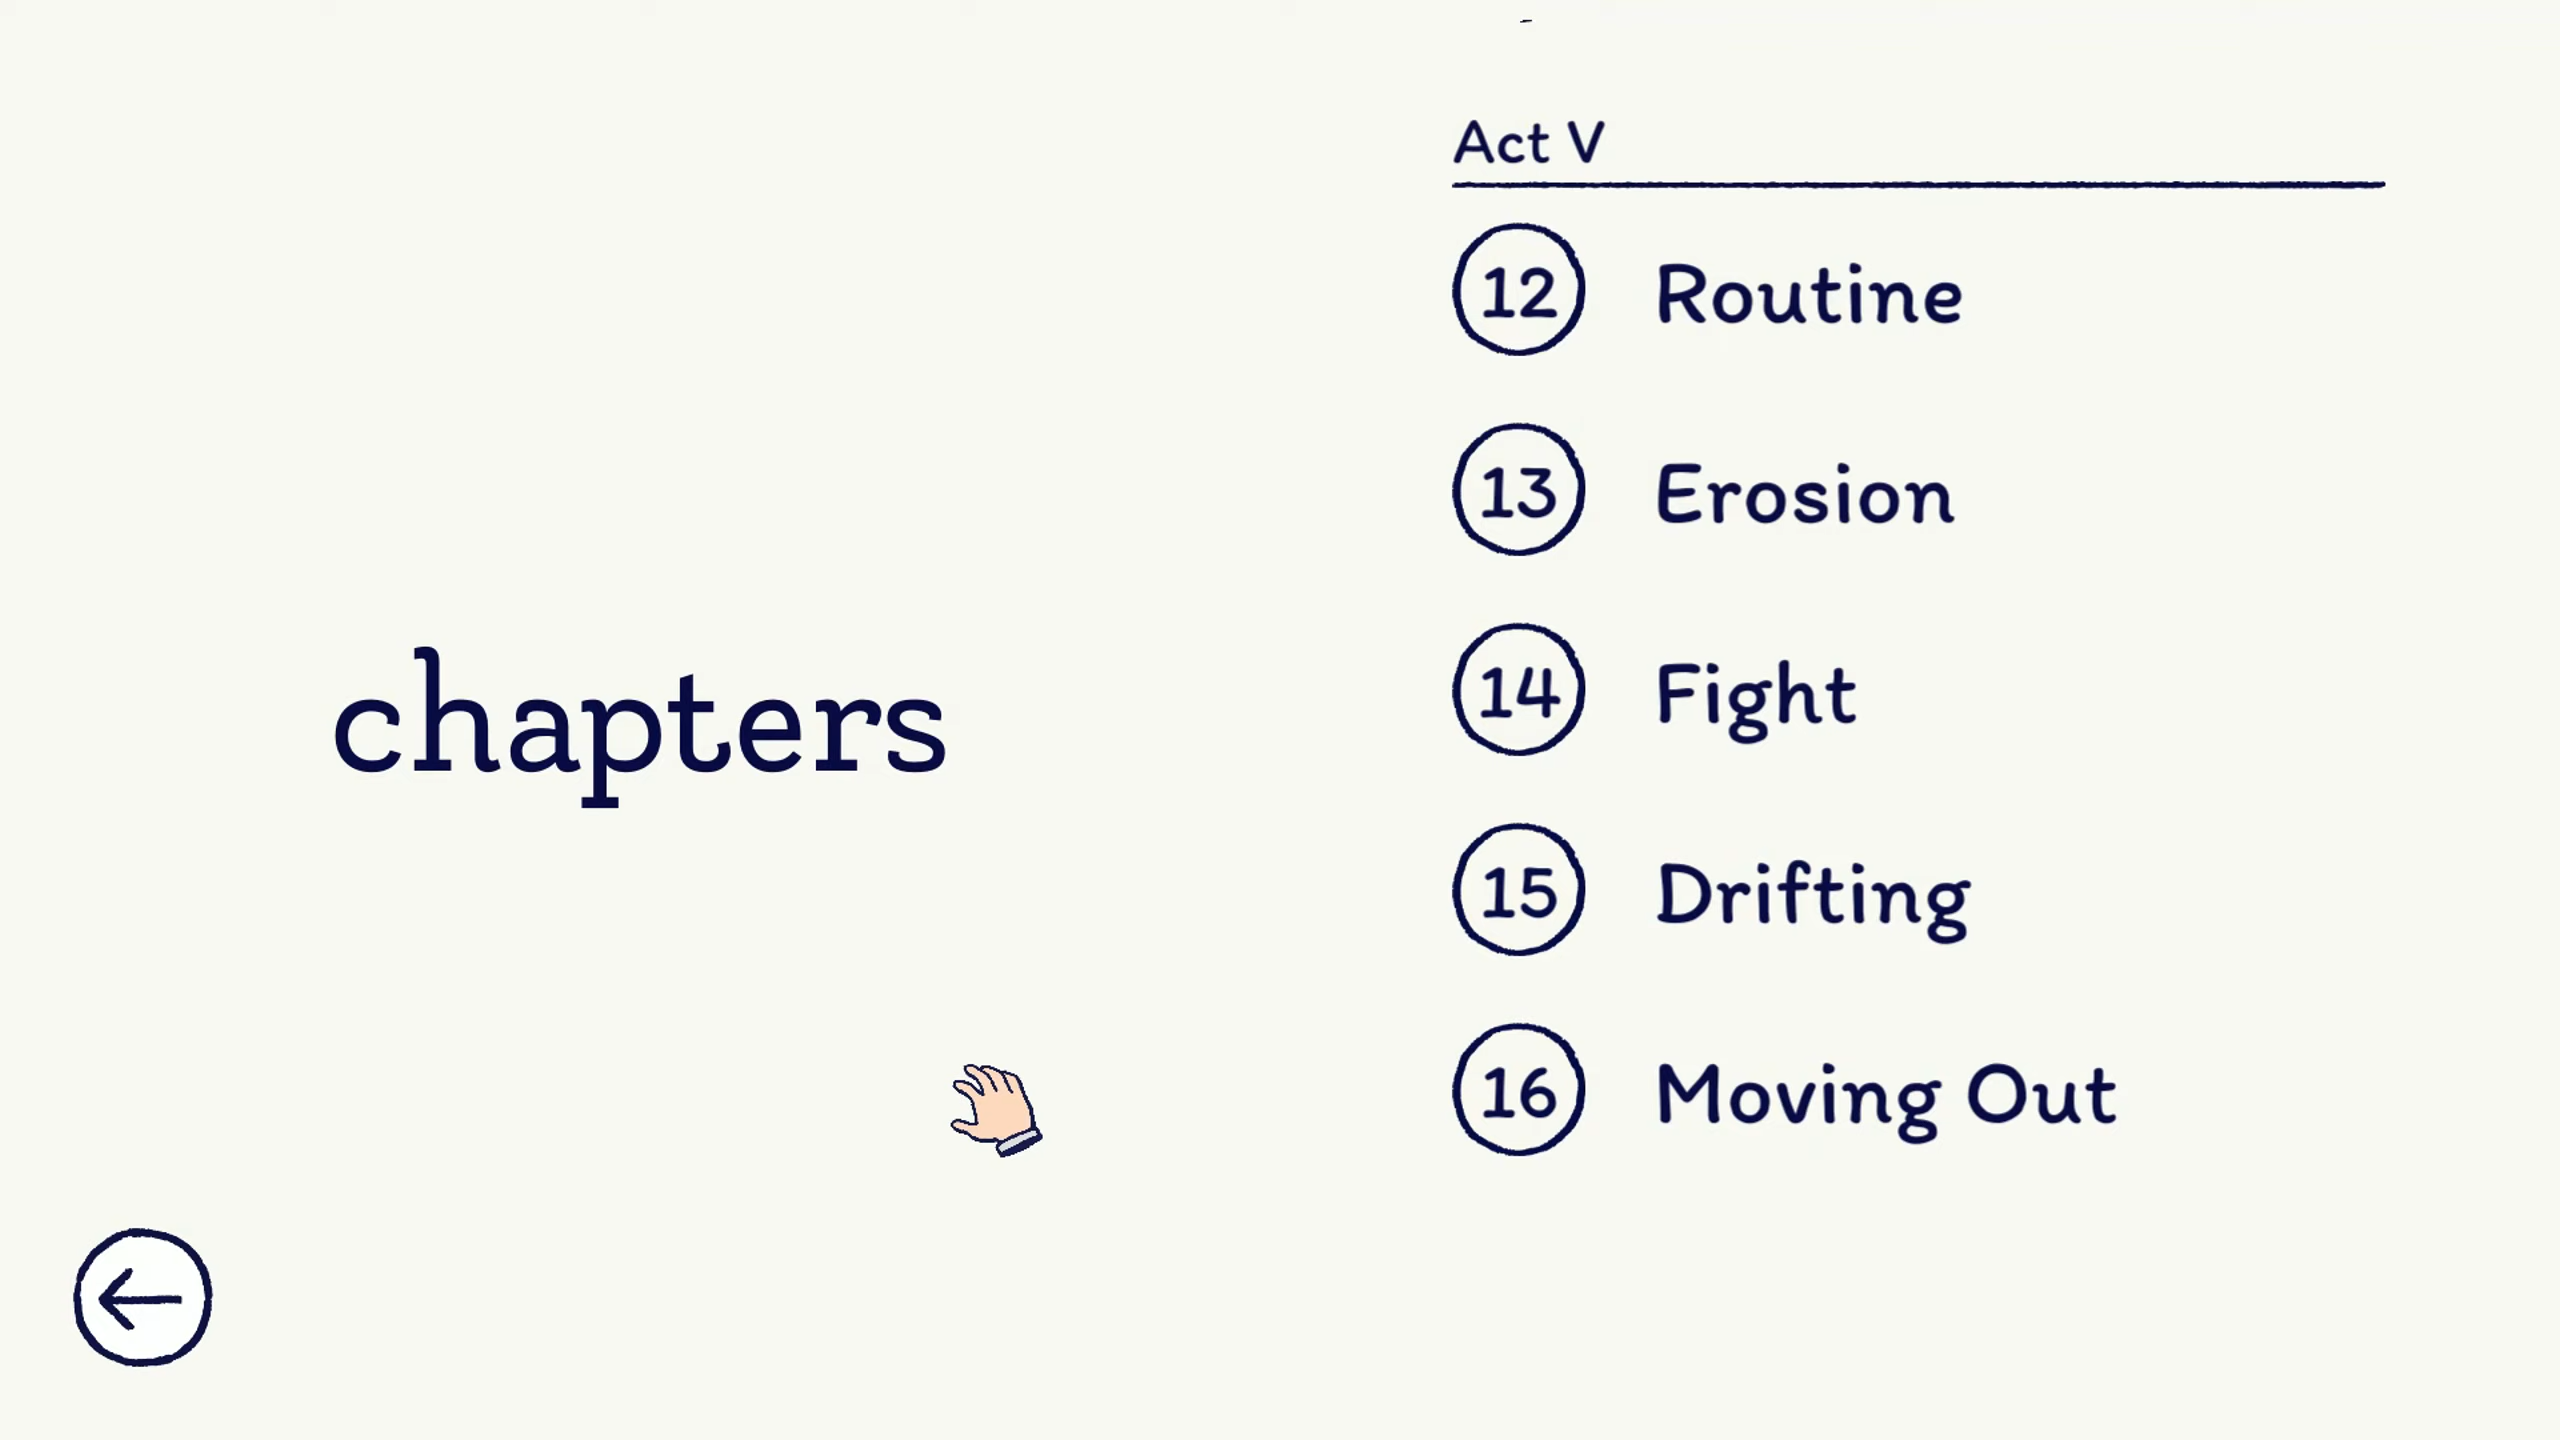 chapters
Act V
12 Routine
13 Erosion
14 Fight
15 Drifting
16 Moving Out